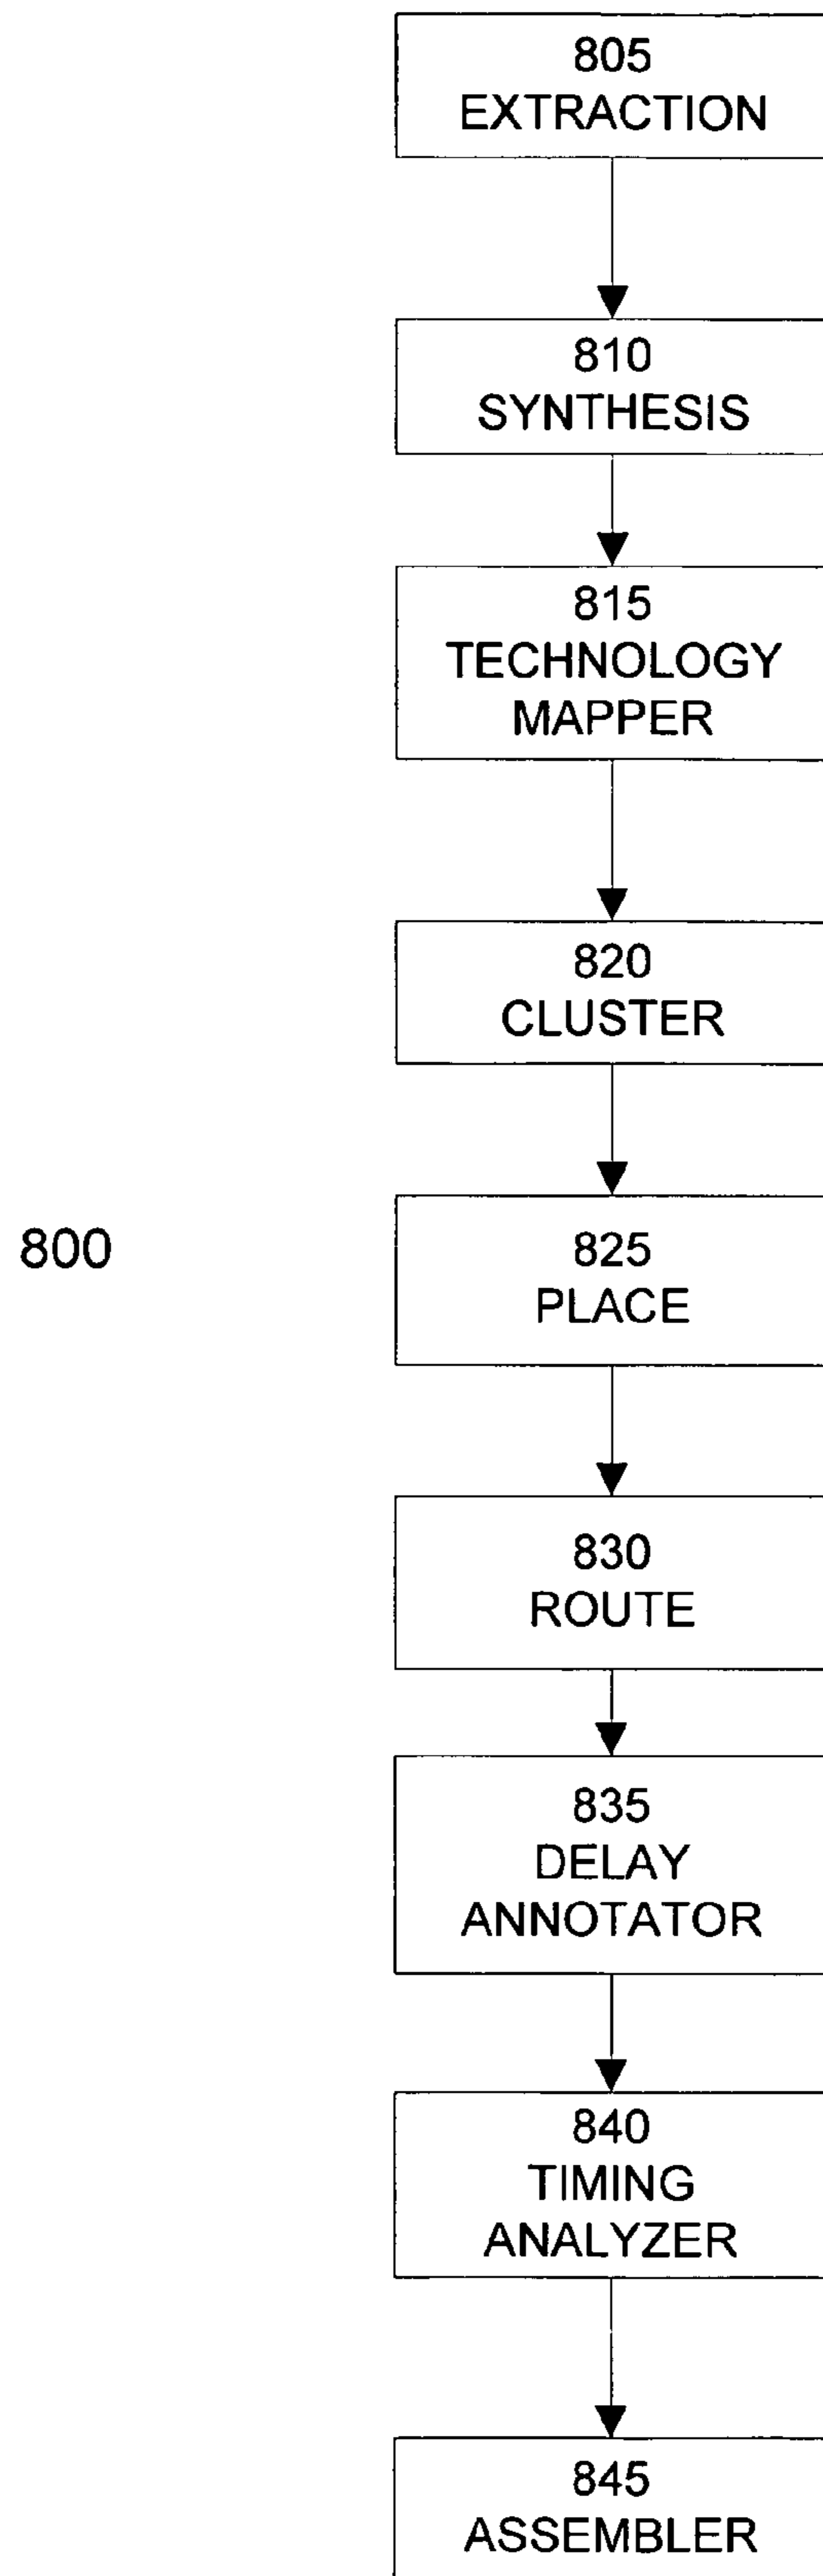 805
EXTRACTION
810
SYNTHESIS
815
TECHNOLOGY
MAPPER
820
CLUSTER
800
825
PLACE
830
ROUTE
835
DELAY
ANNOTATOR
840
TIMING
ANALYZER
845
ASSEMBLER